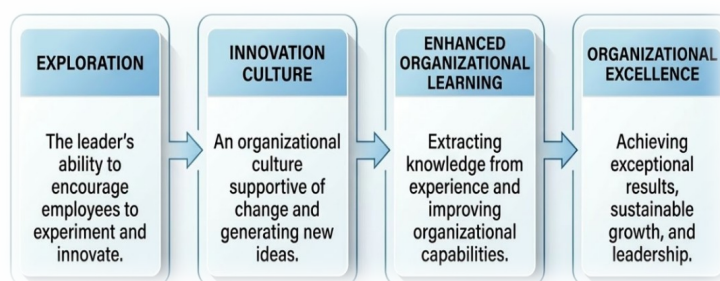 EXPLORATION
The leader's
ability to
encourage
employees to
experiment and
innovate.
INNOVATION
CULTURE
An organizational
culture
supportive of
change and
generating new
ideas.
ENHANCED
ORGANIZATIONAL
LEARNING
Extracting
knowledge from
experience and
improving
organizational
capabilities.
ORGANIZATIONAL
EXCELLENCE
Achieving
exceptional
results,
sustainable
growth, and
leadership.